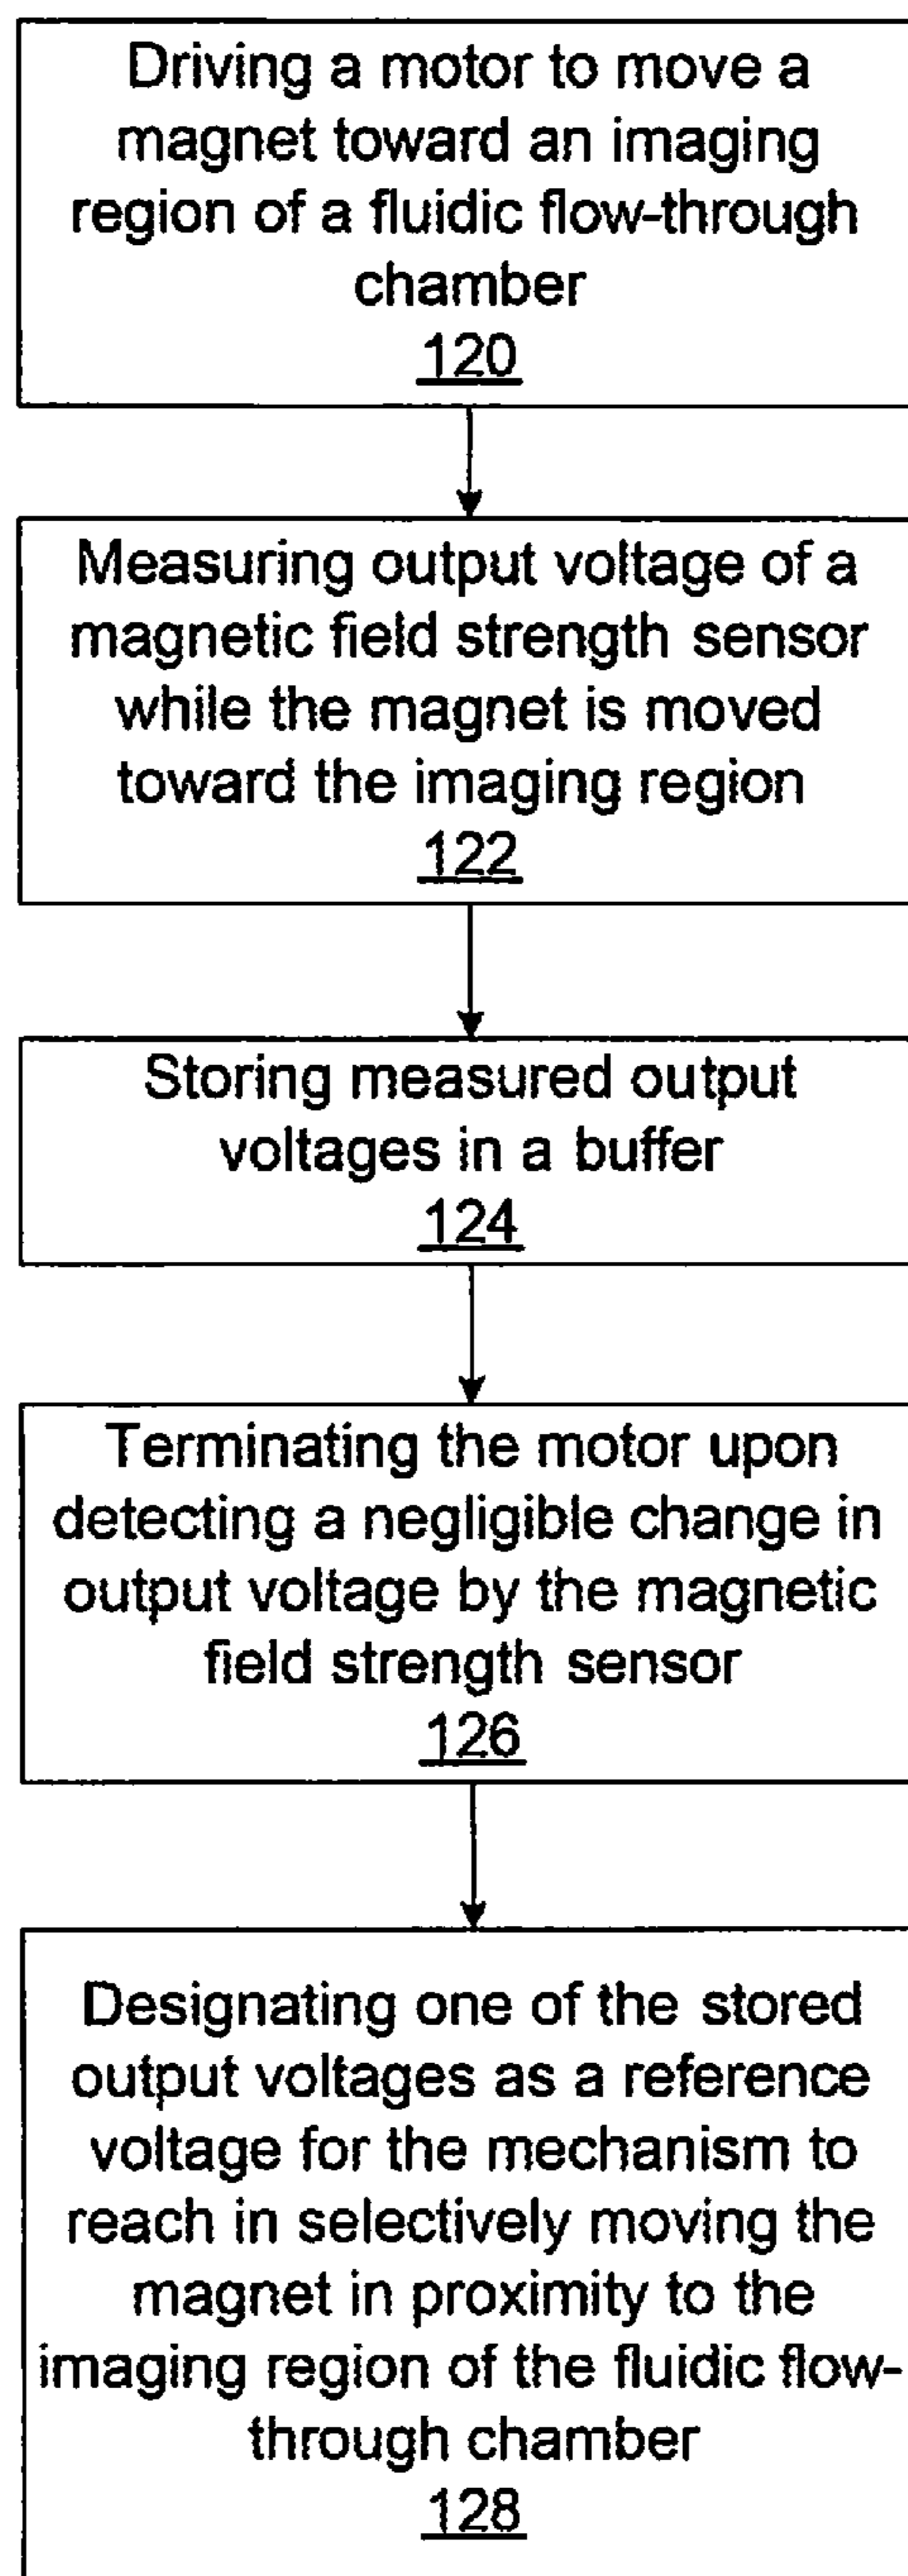 Driving a motor to move a
magnet toward an imaging
region of a fluidic flow-through
chamber
120
Measuring output voltage of a
magnetic field strength sensor
while the magnet is moved
toward the imaging region
122
Storing measured output
voltages in a buffer
124
Terminating the motor upon
detecting a negligible change in
output voltage by the magnetic
field strength sensor
126
Designating one of the stored
output voltages as a reference
voltage for the mechanism to
reach in selectively moving the
magnet in proximity to the
imaging region of the fluidic flow-
through chamber
128